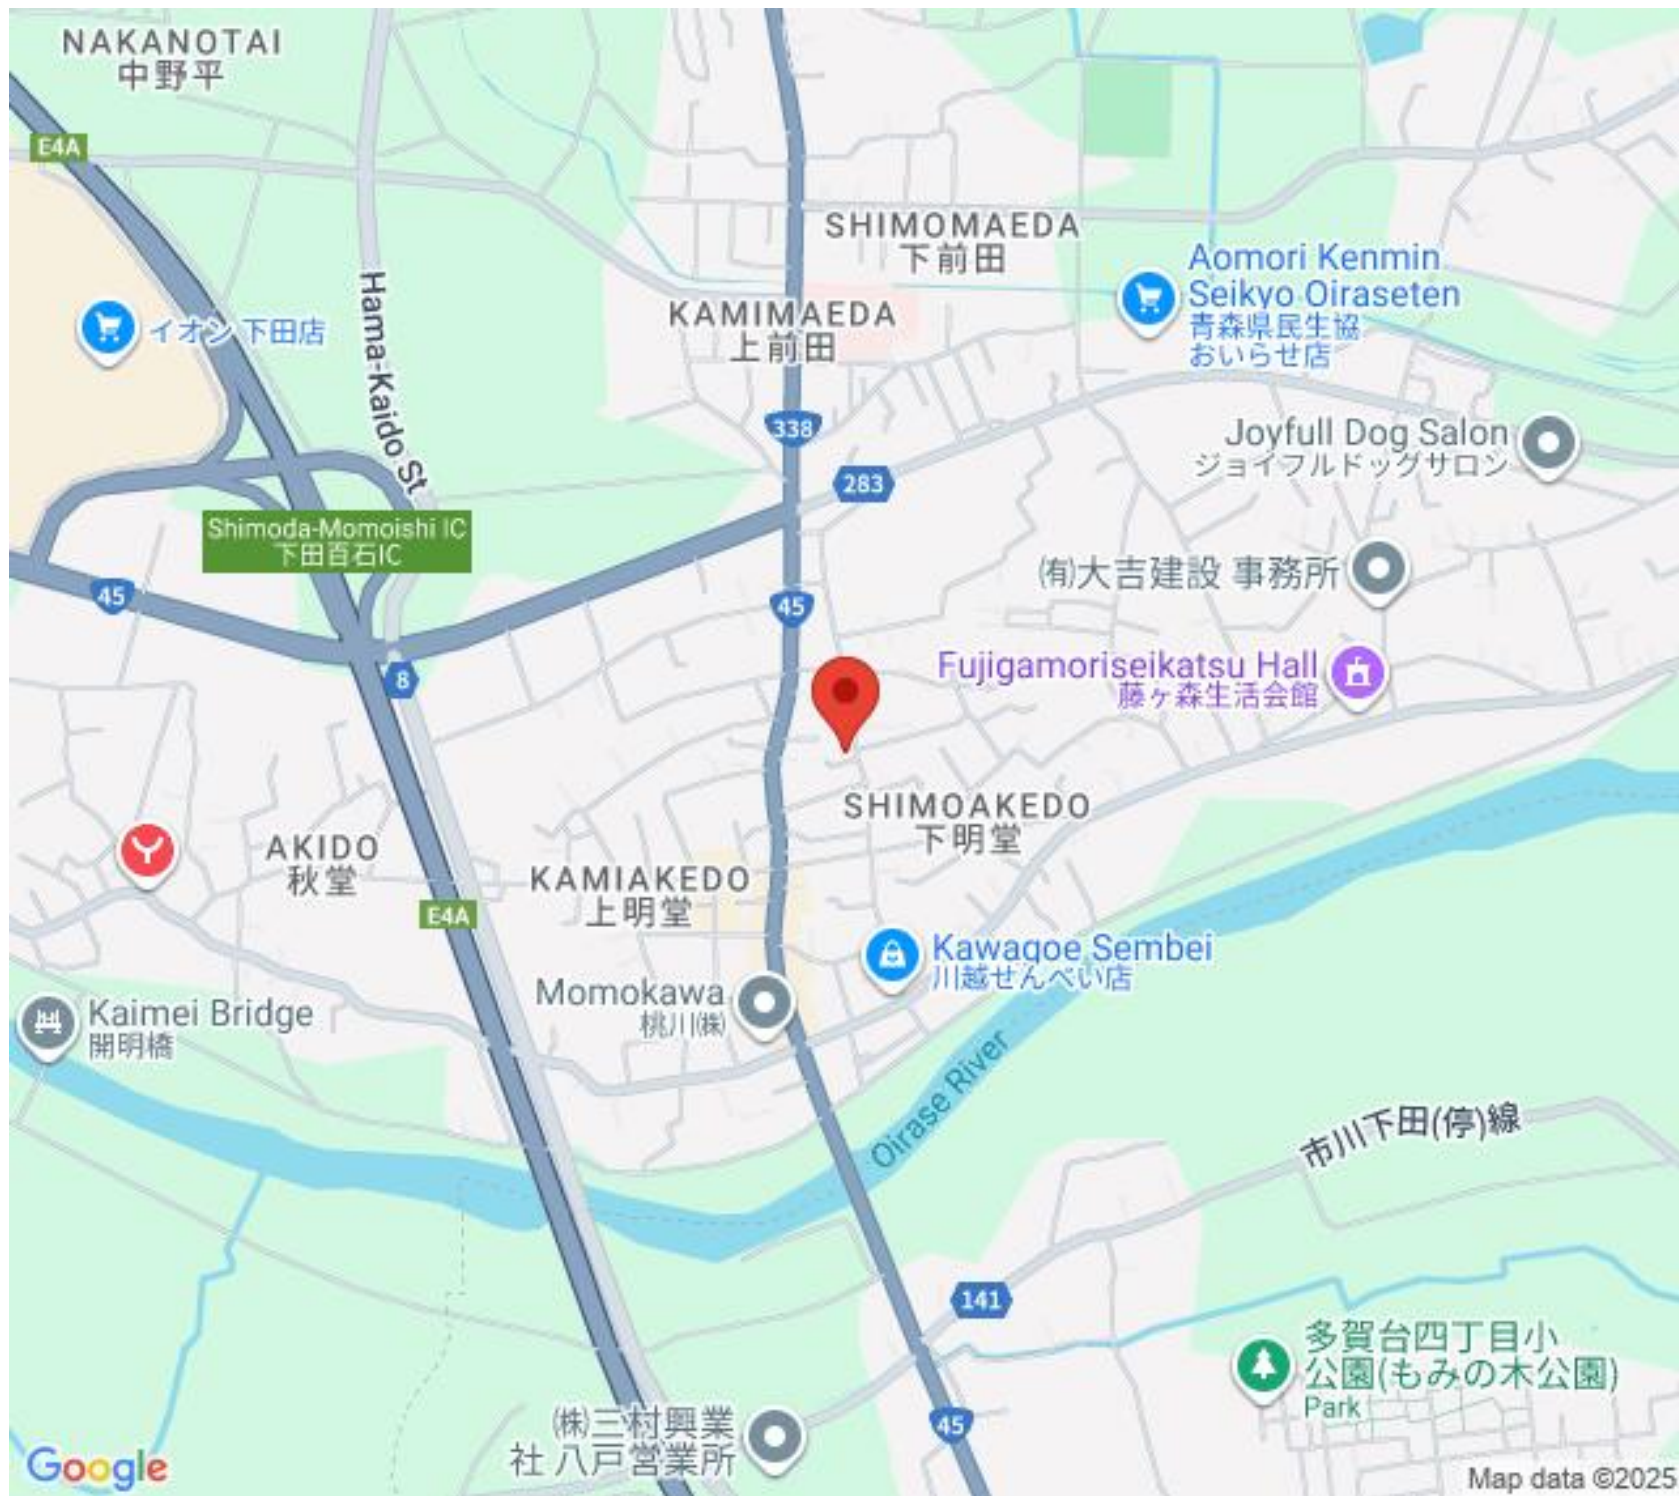 NAKANOTAI
中野平
E4A
SHIMOMAEDA
下前田
Aomori Kenmin
Seikyo Oiraseten
青森県民生協
おいらせ店
イオン下田店
Hama-Kaido St
KAMIMAEDA
上前田
338
Joyfull Dog Salon
ジョイフルドッグサロン
283
Shimoda-Momoishi IC
下田百石IC
(有)大吉建設 事務所
45
45
8
Fujigamoriseikatsu Hall
藤ヶ森生活会館
SHIMOAKEDO
下明堂
AKIDO
秋堂
KAMIAKEDO
上明堂
E4A
Kawagoe Sembei
川越せんべい店
Momokawa
桃川㈱
Kaimei Bridge
開明橋
Oirase River
市川下田(停)線
141
多賀台四丁目小
公園(もみの木公園)
Park
㈱三村興業
社 八戸営業所
45
Google
Map data ©2025